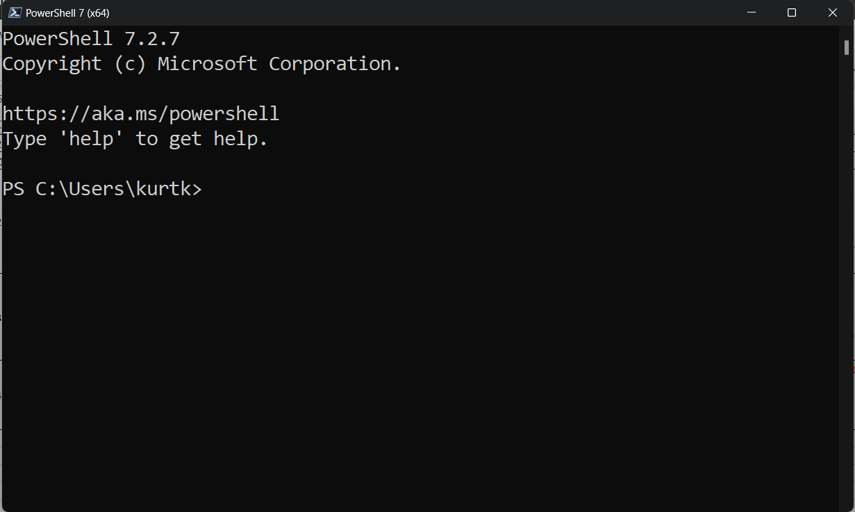 PowerShell 7 (x64)
PowerShell 7.2.7
Copyright (c) Microsoft Corporation.
https://aka.ms/powershell
Type 'help' to get help.
PS C:\Users\kurtk>